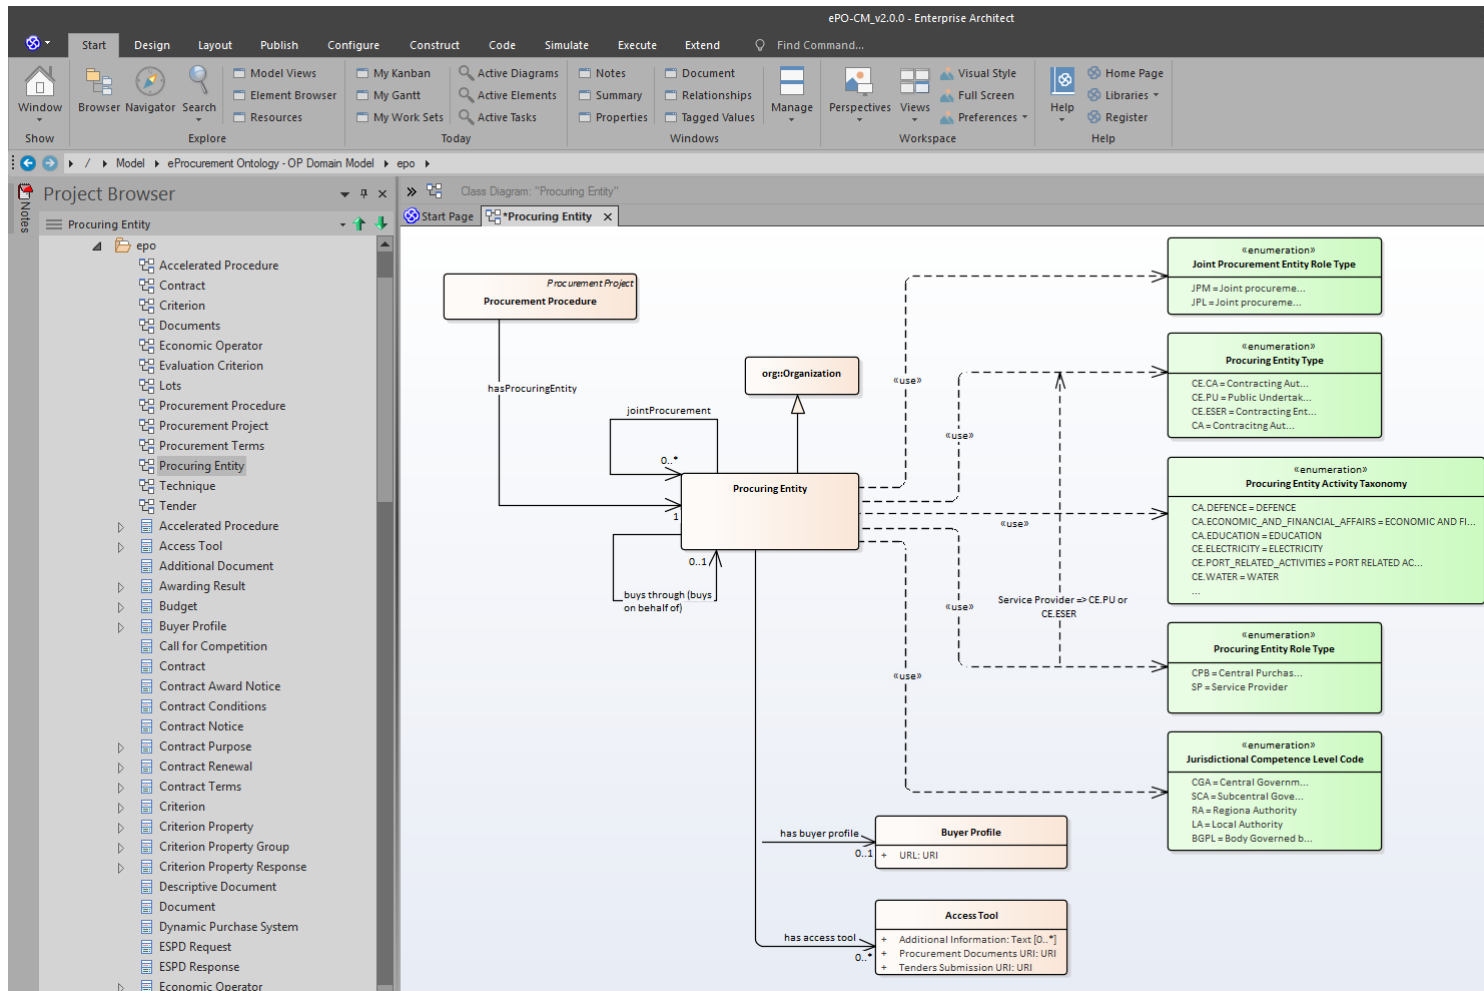 ePO-CM_v2.0.0 - Enterprise Architect
Start Design Layout Publish Configure Construct Code Simulate Execute Extend Find Command...
Window
Show
Browser Navigator Search
Model Views
Element Browser
Resources
Explore
My Kanban
My Gantt
My Work Sets
Active Diagrams
Active Elements
Active Tasks
Today
Notes
Summary
Properties
Document
Relationships
Tagged Values
Windows
Manage
Perspectives Views
Visual Style
Full Screen
Preferences
Workspace
Help
Home Page
Libraries
Register
Help
/ Model eProcurement Ontology - OP Domain Model epo
Notes
Project Browser
Procuring Entity
epo
Accelerated Procedure
Contract
Criterion
Documents
Economic Operator
Evaluation Criterion
Lots
Procurement Procedure
Procurement Project
Procurement Terms
Procuring Entity
Technique
Tender
Accelerated Procedure
Access Tool
Additional Document
Awarding Result
Budget
Buyer Profile
Call for Competition
Contract
Contract Award Notice
Contract Conditions
Contract Notice
Contract Purpose
Contract Renewal
Contract Terms
Criterion
Criterion Property
Criterion Property Group
Criterion Property Response
Descriptive Document
Document
Dynamic Purchase System
ESPD Request
ESPD Response
Economic Operator
Class Diagram: "Procuring Entity"
Start Page *Procuring Entity
Procurement Project
Procurement Procedure
hasProcuringEntity
1
org::Organization
jointProcurement
0..*
Procuring Entity
0..1
buys through (buys
on behalf of)
«use»
«use»
«use»
«use»
«use»
Service Provider => CE.PU or
CE.ESER
«enumeration»
Joint Procurement Entity Role Type
JPM = Joint procureme...
JPL = Joint procureme...
«enumeration»
Procuring Entity Type
CE.CA = Contracting Aut...
CE.PU = Public Undertak...
CE.ESER = Contracting Ent...
CA = Contracitng Aut...
«enumeration»
Procuring Entity Activity Taxonomy
CA.DEFENCE = DEFENCE
CA.ECONOMIC_AND_FINANCIAL_AFFAIRS = ECONOMIC AND FI...
CA.EDUCATION = EDUCATION
CE.ELECTRICITY = ELECTRICITY
CE.PORT_RELATED_ACTIVITIES = PORT RELATED AC...
CE.WATER = WATER
...
«enumeration»
Procuring Entity Role Type
CPB = Central Purchas...
SP = Service Provider
«enumeration»
Jurisdictional Competence Level Code
CGA = Central Governm...
SCA = Subcentral Gove...
RA = Regiona Authority
LA = Local Authority
BGPL = Body Governed b...
has buyer profile
0..1
Buyer Profile
+ URL: URI
has access tool
0..*
Access Tool
+ Additional Information: Text [0..*]
+ Procurement Documents URI: URI
+ Tenders Submission URI: URI